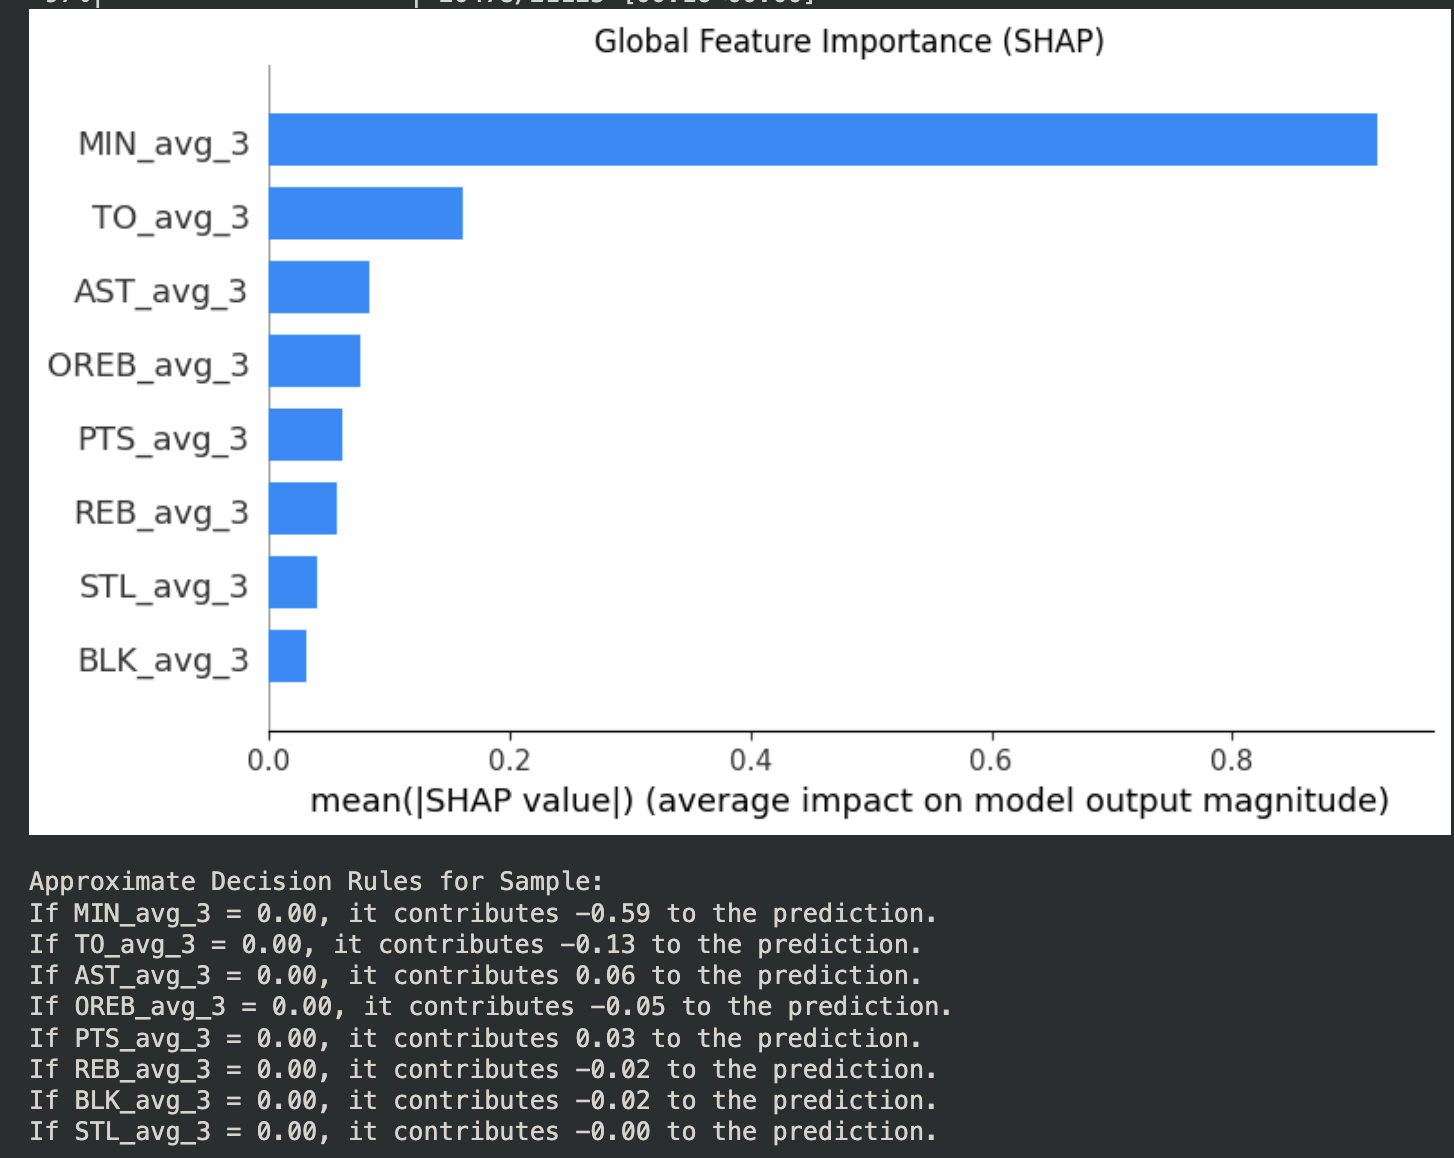 Global Feature Importance (SHAP)
MIN_avg_3
TO_avg_3
AST_avg_3
OREB_avg_3
PTS_avg_3
REB_avg_3
STL_avg_3
BLK_avg_3
0.0 0.2 0.4 0.6 0.8
mean(|SHAP value|) (average impact on model output magnitude)
Approximate Decision Rules for Sample:
If MIN_avg_3 = 0.00, it contributes -0.59 to the prediction.
If TO_avg_3 = 0.00, it contributes -0.13 to the prediction.
If AST_avg_3 = 0.00, it contributes 0.06 to the prediction.
If OREB_avg_3 = 0.00, it contributes -0.05 to the prediction.
If PTS_avg_3 = 0.00, it contributes 0.03 to the prediction.
If REB_avg_3 = 0.00, it contributes -0.02 to the prediction.
If BLK_avg_3 = 0.00, it contributes -0.02 to the prediction.
If STL_avg_3 = 0.00, it contributes -0.00 to the prediction.